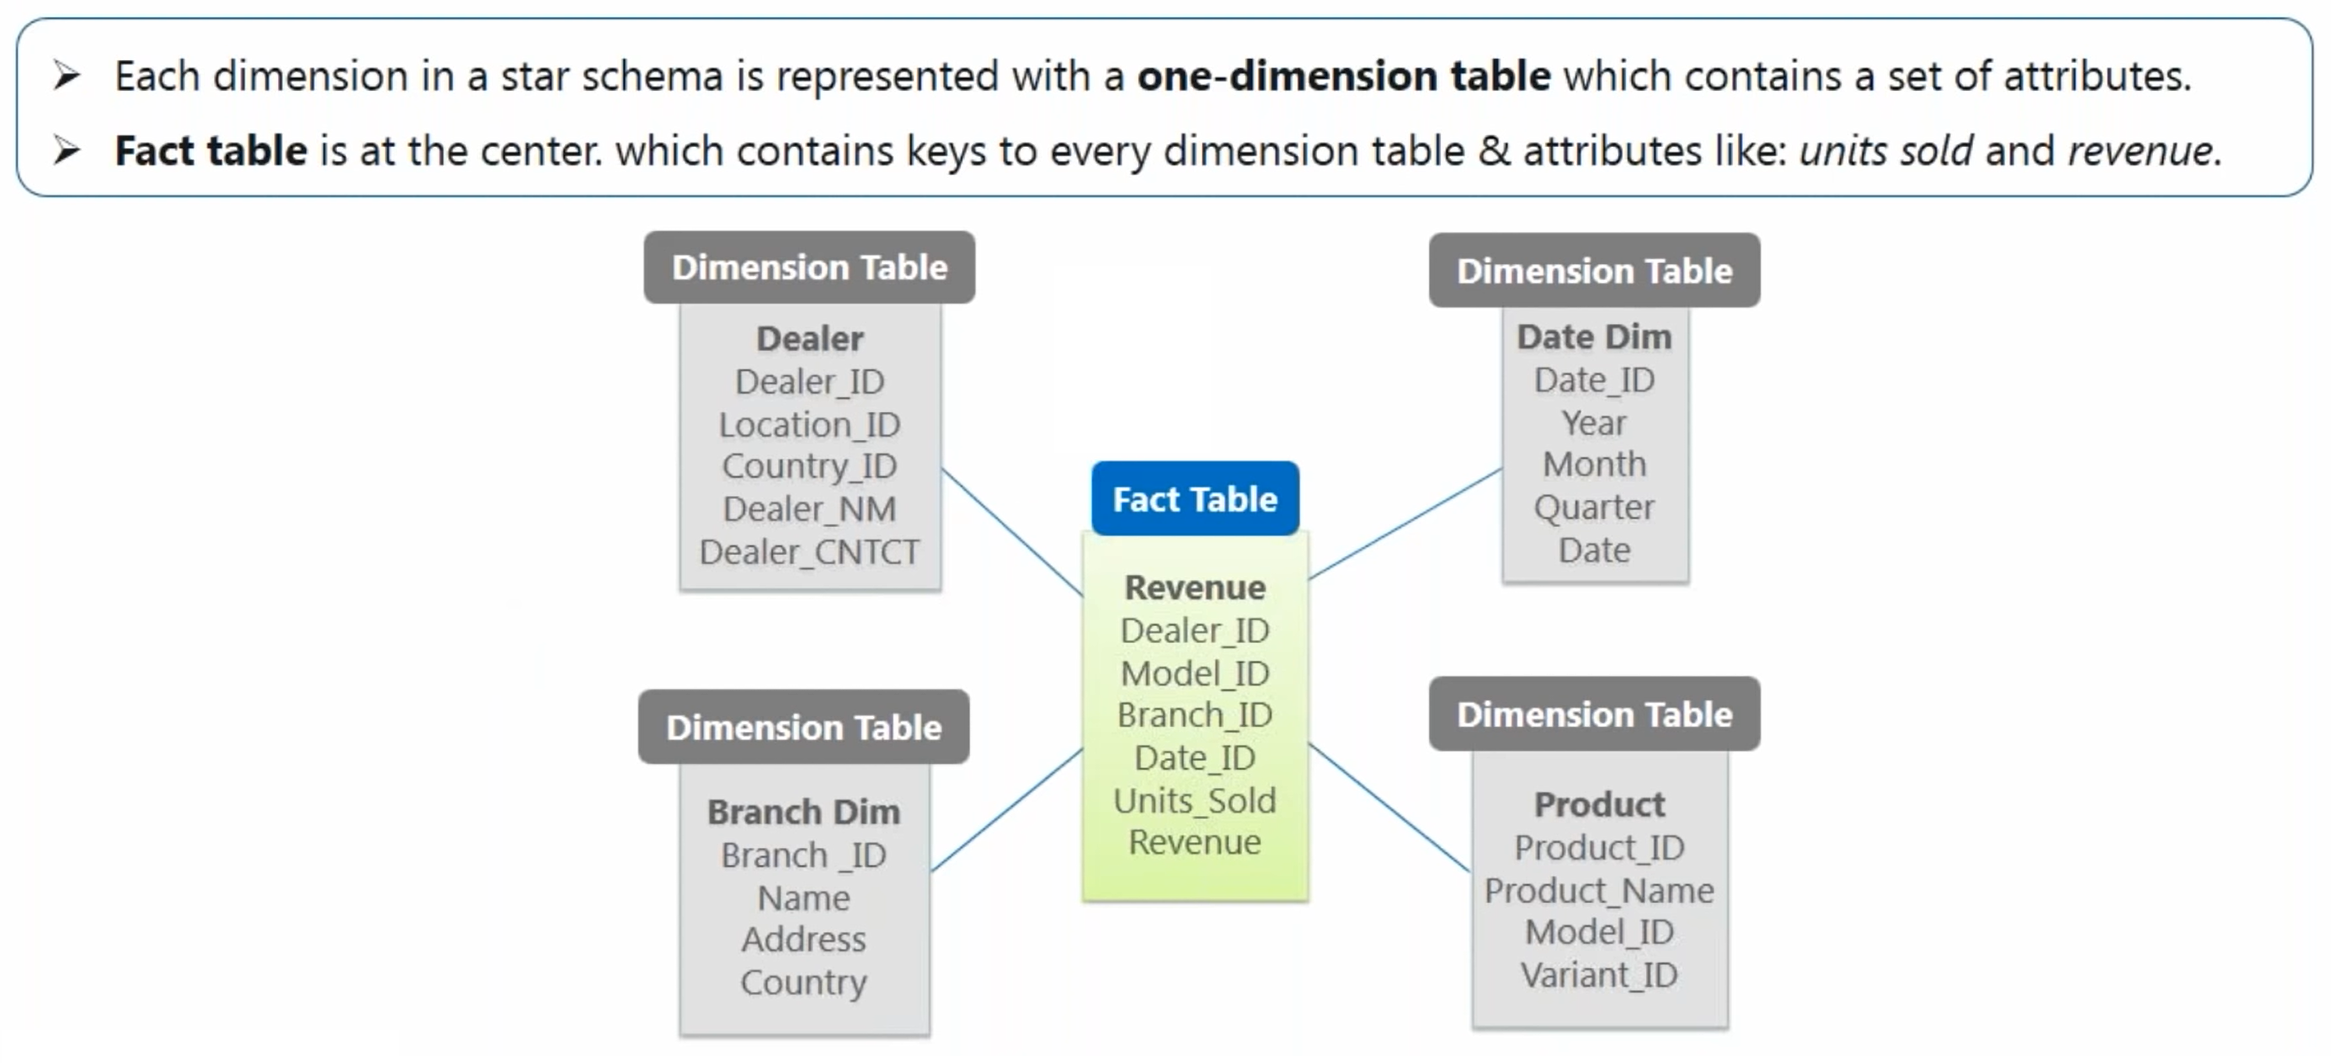 Each dimension in a star schema is represented with a one-dimension table which contains a set of attributes.
Fact table is at the center. which contains keys to every dimension table & attributes like: units sold and revenue.
Dimension Table
Dealer
Dealer_ID
Location_ID
Country_ID
Dealer_NM
Dealer_CNTCT
Dimension Table
Date Dim
Date_ID
Year
Month
Quarter
Date
Fact Table
Revenue
Dealer_ID
Model_ID
Branch_ID
Date_ID
Units_Sold
Revenue
Dimension Table
Branch Dim
Branch _ID
Name
Address
Country
Dimension Table
Product
Product_ID
Product_Name
Model_ID
Variant_ID